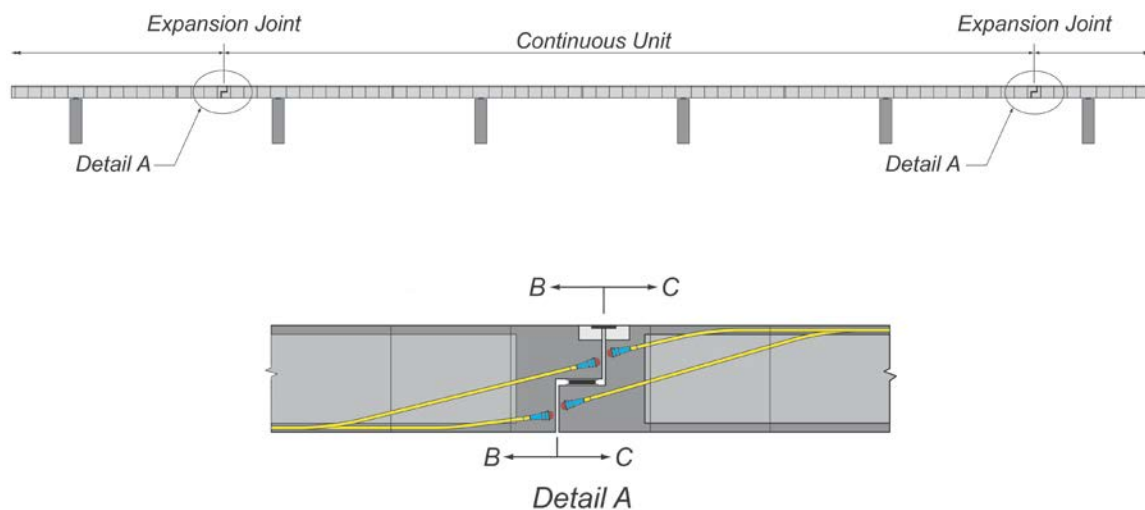 Expansion Joint
Expansion Joint
Continuous Unit
Detail A
Detail A
B C
B C
Detail A